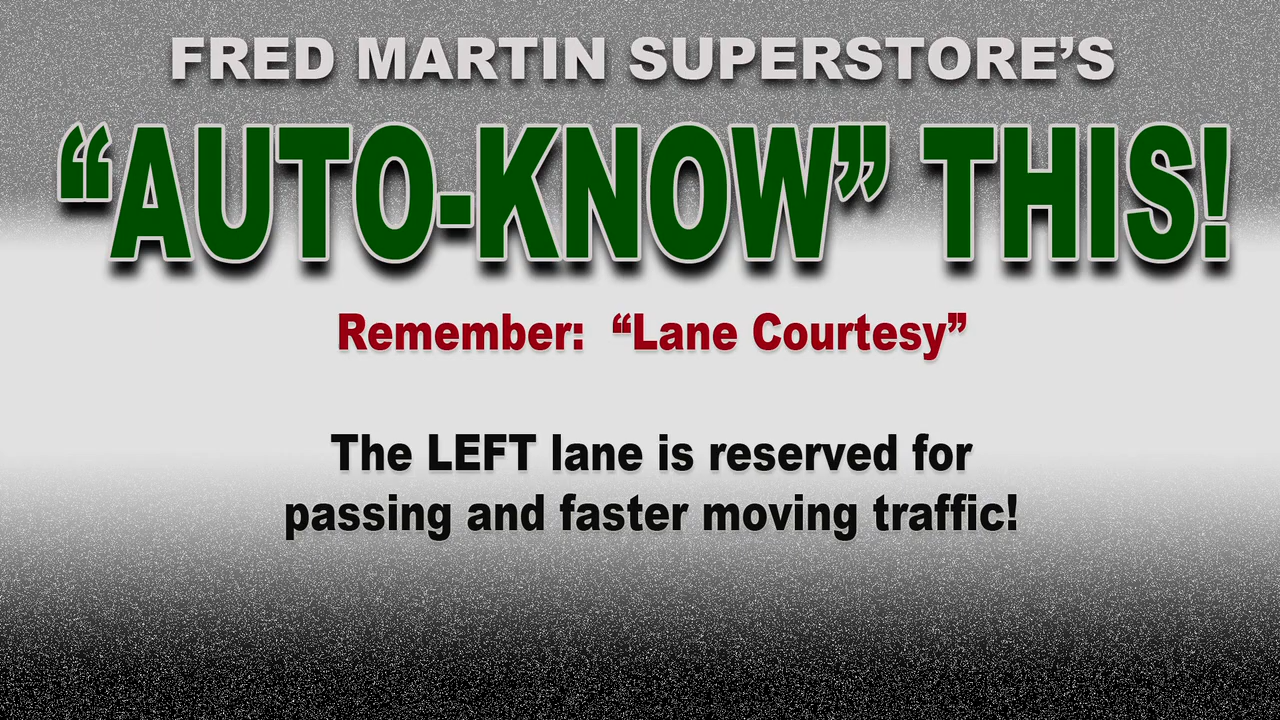 FRED MARTIN SUPERSTORE’S
“AUTO-KNOW” THIS!
Remember:  “Lane Courtesy”
The LEFT lane is reserved for
passing and faster moving traffic!